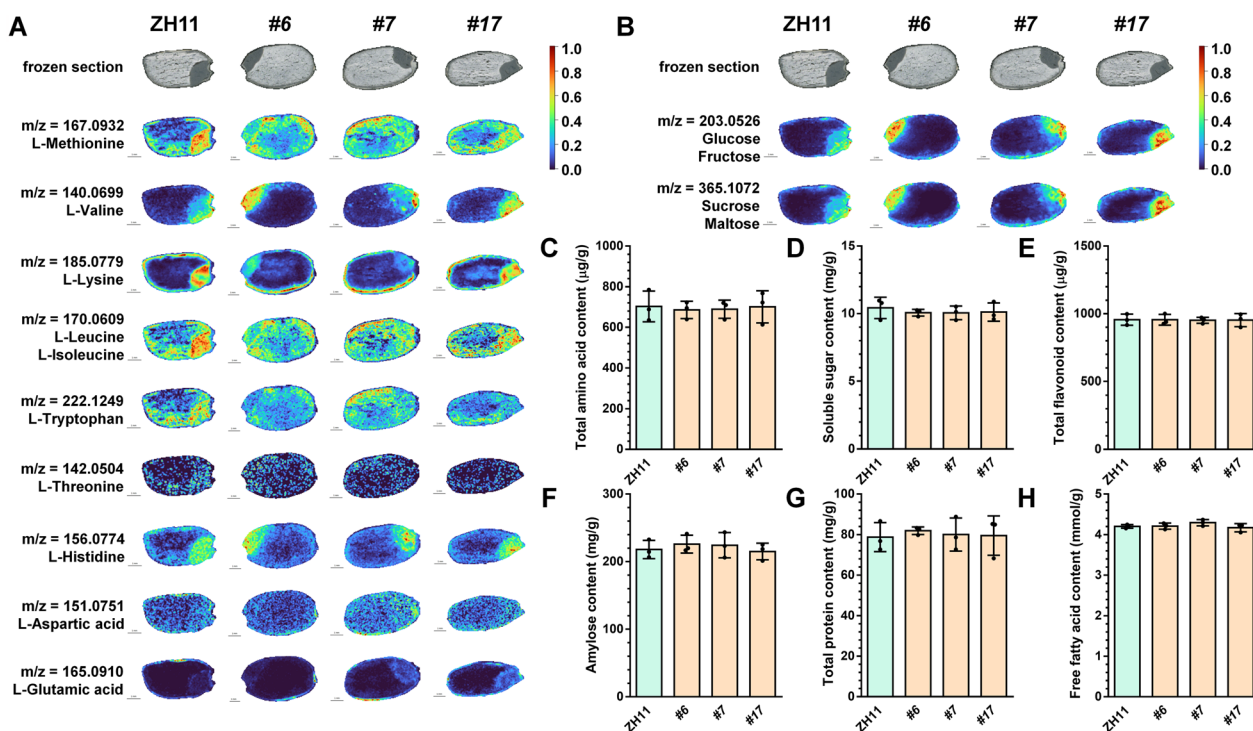 A
ZH11 #6 #7 #17
frozen section
1.0
0.8
0.6
0.4
0.2
0.0
m/z = 167.0932
L-Methionine
m/z = 140.0699
L-Valine
m/z = 185.0779
L-Lysine
m/z = 170.0609
L-Leucine
L-Isoleucine
m/z = 222.1249
L-Tryptophan
m/z = 142.0504
L-Threonine
m/z = 156.0774
L-Histidine
m/z = 151.0751
L-Aspartic acid
m/z = 165.0910
L-Glutamic acid
B
ZH11 #6 #7 #17
frozen section
1.0
0.8
0.6
0.4
0.2
0.0
m/z = 203.0526
Glucose
Fructose
m/z = 365.1072
Sucrose
Maltose
C
Total amino acid content (μg/g)
1000
800
600
400
200
0
ZH11 #6 #7 #17
D
Soluble sugar content (mg/g)
15
10
5
0
ZH11 #6 #7 #17
E
Total flavonoid content (μg/g)
1500
1000
500
0
ZH11 #6 #7 #17
F
Amylose content (mg/g)
300
200
100
0
ZH11 #6 #7 #17
G
Total protein content (mg/g)
100
80
60
40
20
0
ZH11 #6 #7 #17
H
Free fatty acid content (mmol/g)
5
4
3
2
1
0
ZH11 #6 #7 #17